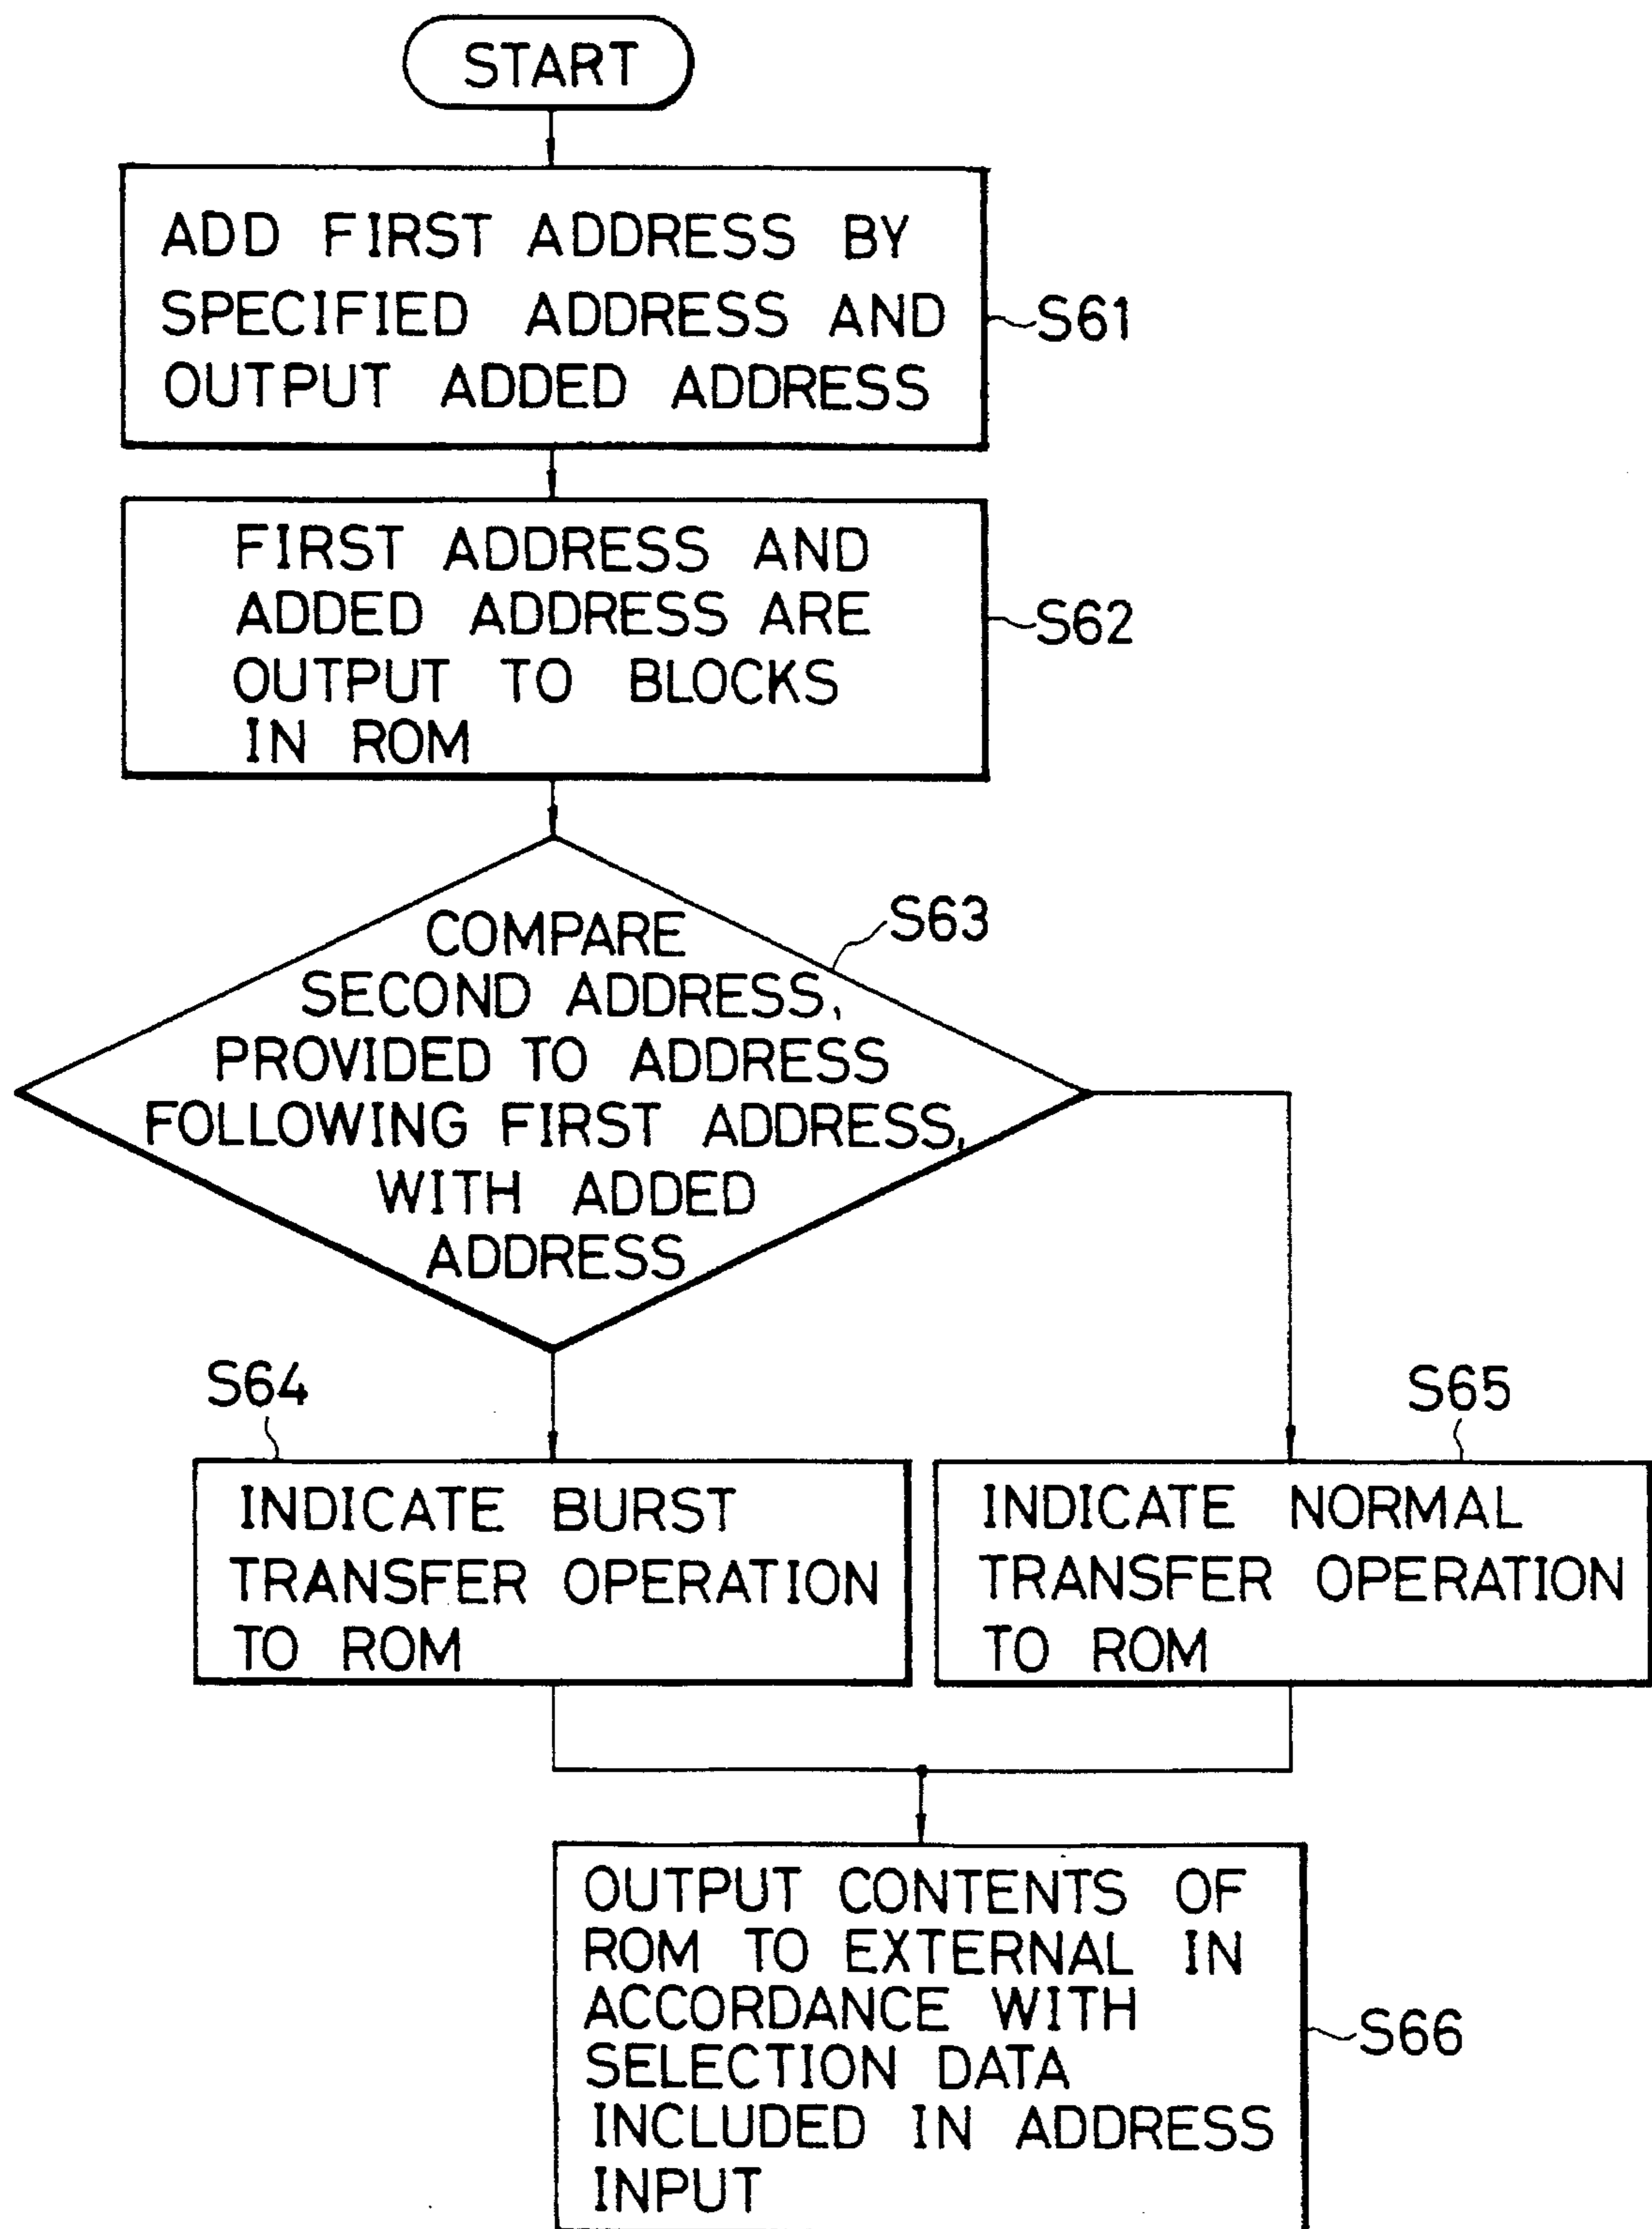 START
ADD FIRST ADDRESS BY
SPECIFIED ADDRESS AND
OUTPUT ADDED ADDRESS
S61
FIRST ADDRESS AND
ADDED ADDRESS ARE
OUTPUT TO BLOCKS
IN ROM
S62
COMPARE
SECOND ADDRESS,
PROVIDED TO ADDRESS
FOLLOWING FIRST ADDRESS,
WITH ADDED
ADDRESS
S63
S64
INDICATE BURST
TRANSFER OPERATION
TO ROM
S65
INDICATE NORMAL
TRANSFER OPERATION
TO ROM
OUTPUT CONTENTS OF
ROM TO EXTERNAL IN
ACCORDANCE WITH
SELECTION DATA
INCLUDED IN ADDRESS
INPUT
S66